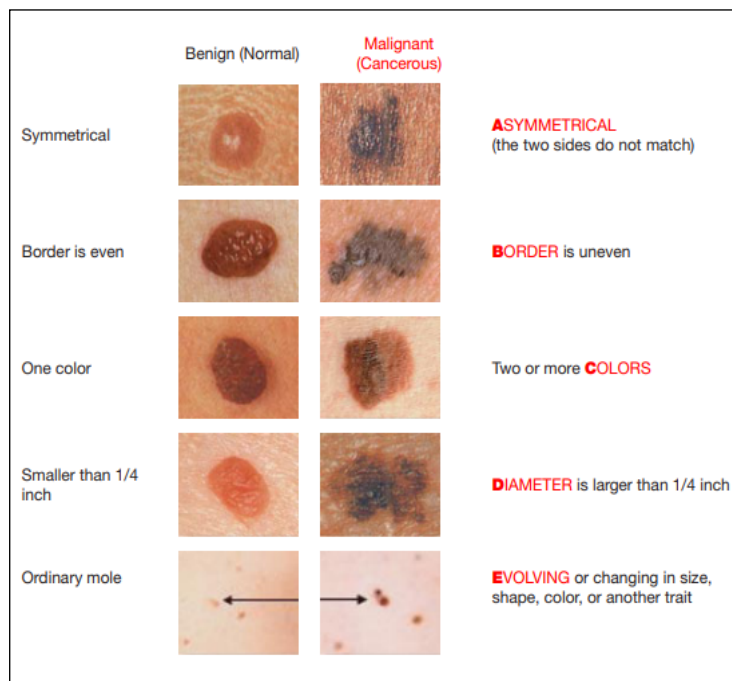 Benign (Normal)
Malignant
(Cancerous)
Symmetrical
ASYMMETRICAL
(the two sides do not match)
Border is even
BORDER is uneven
One color
Two or more COLORS
Smaller than 1/4
inch
DIAMETER is larger than 1/4 inch
Ordinary mole
EVOLVING or changing in size,
shape, color, or another trait